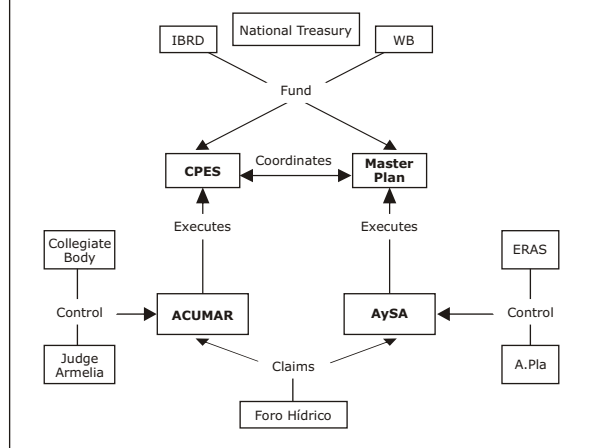 National Treasury
IBRD
WB
Fund
CPES
Coordinates
Master
Plan
Executes
Executes
Collegiate
Body
ERAS
Control
ACUMAR
AySA
Control
Judge
Armelia
Claims
A.Pla
Foro Hídrico